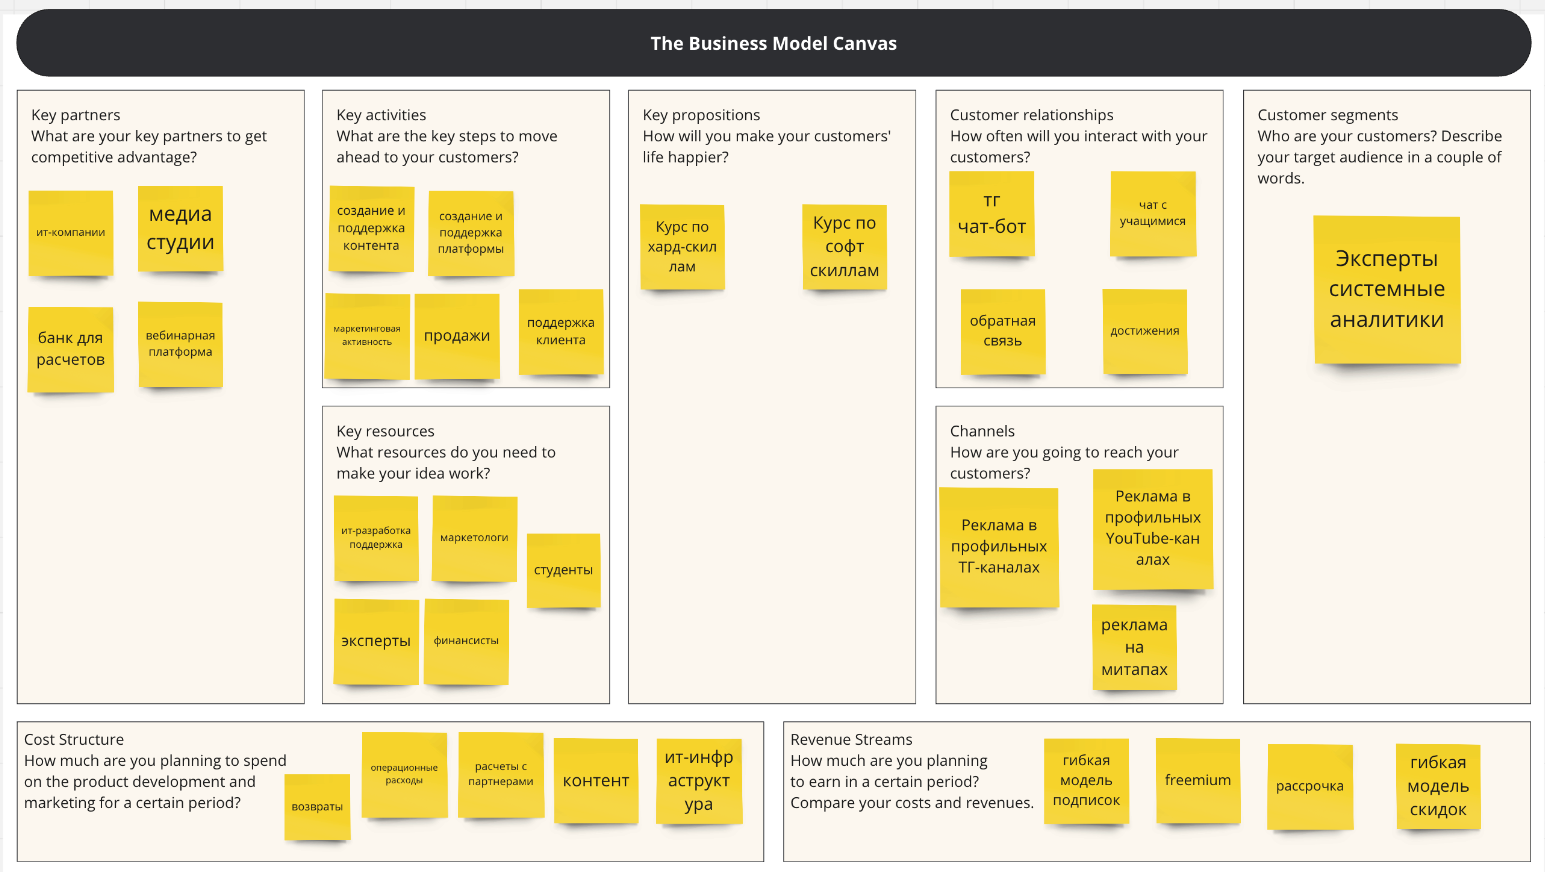 The Business Model Canvas
Key partners
What are your key partners to get
competitive advantage?
ит-компании
медиа
студии
банк для
расчетов
вебинарная
платформа
Key activities
What are the key steps to move
ahead to your customers?
создание и
поддержка
контента
создание и
поддержка
платформы
маркетинговая
активность
продажи
поддержка
клиента
Key resources
What resources do you need to
make your idea work?
ит-разработка
поддержка
маркетологи
студенты
эксперты
финансисты
Key propositions
How will you make your customers'
life happier?
Курс по
хард-скил
лам
Курс по
софт
скиллам
Customer relationships
How often will you interact with your
customers?
тг
чат-бот
чат с
учащимися
обратная
связь
достижения
Channels
How are you going to reach your
customers?
Реклама в
профильных
ТГ-каналах
Реклама в
профильных
YouTube-кан
алах
реклама
на
митапах
Customer segments
Who are your customers? Describe
your target audience in a couple of
words.
Эксперты
системные
аналитики
Cost Structure
How much are you planning to spend
on the product development and
marketing for a certain period?
возвраты
операционные
расходы
расчеты с
партнерами
контент
ит-инфр
аструкт
ура
Revenue Streams
How much are you planning
to earn in a certain period?
Compare your costs and revenues.
гибкая
модель
подписок
freemium
рассрочка
гибкая
модель
скидок